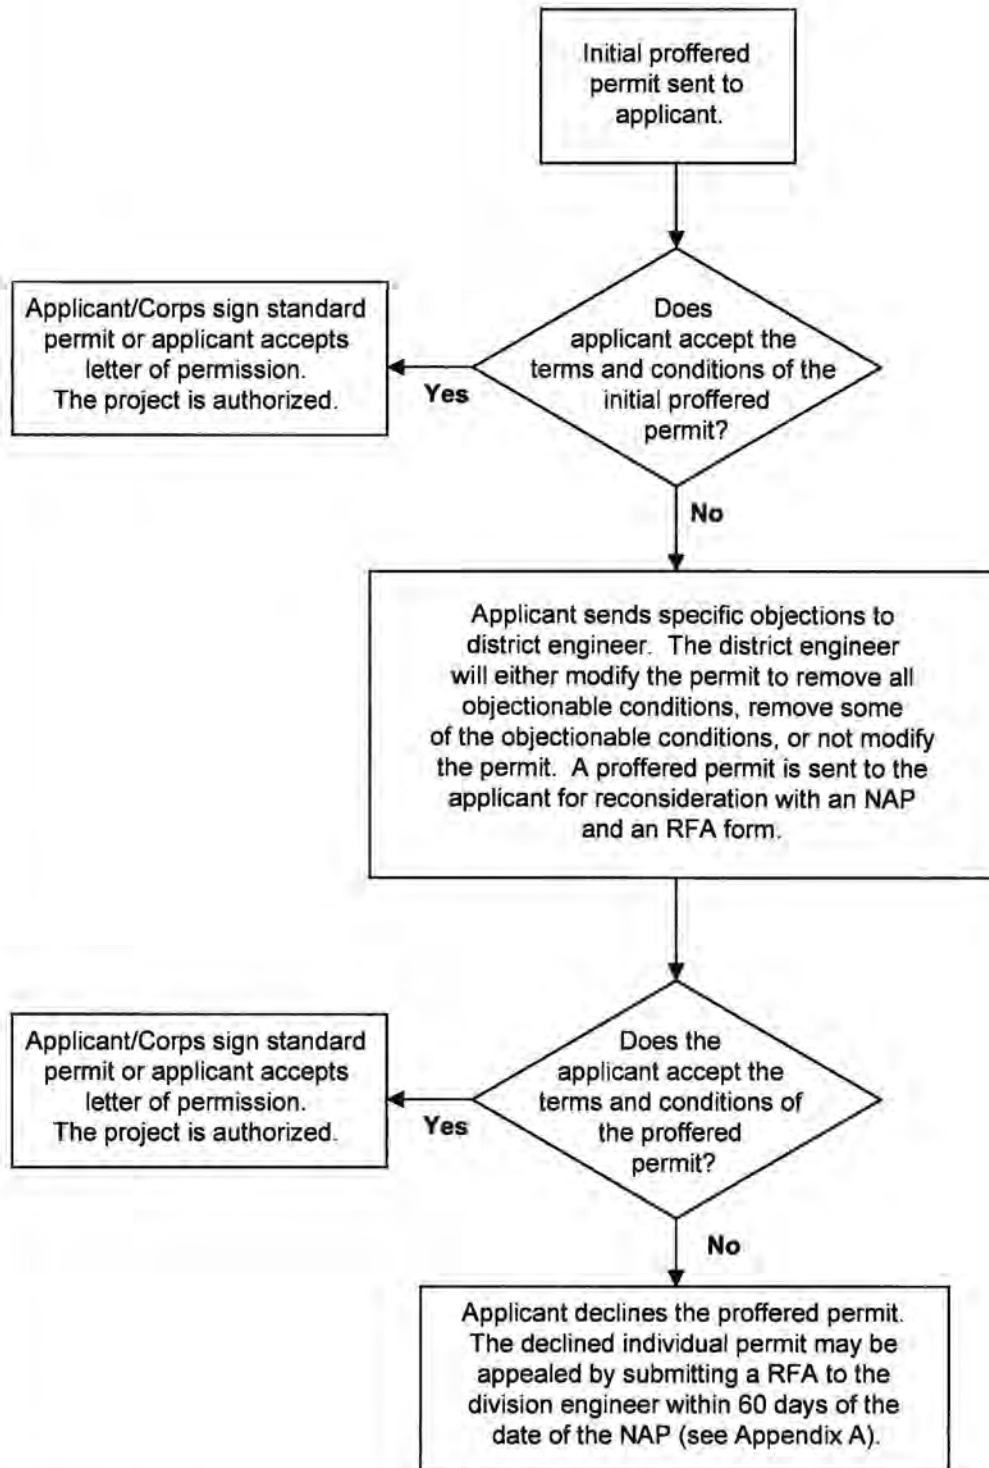 Initial proffered
permit sent to
applicant.
Does
applicant accept the
terms and conditions of the
initial proffered
permit?
Applicant/Corps sign standard
permit or applicant accepts
letter of permission.
The project is authorized.
Yes
No
Applicant sends specific objections to
district engineer. The district engineer
will either modify the permit to remove all
objectionable conditions, remove some
of the objectionable conditions, or not modify
the permit. A proffered permit is sent to the
applicant for reconsideration with an NAP
and an RFA form.
Does the
applicant accept the
terms and conditions of
the proffered
permit?
Applicant/Corps sign standard
permit or applicant accepts
letter of permission.
The project is authorized.
Yes
No
Applicant declines the proffered permit.
The declined individual permit may be
appealed by submitting a RFA to the
division engineer within 60 days of the
date of the NAP (see Appendix A).